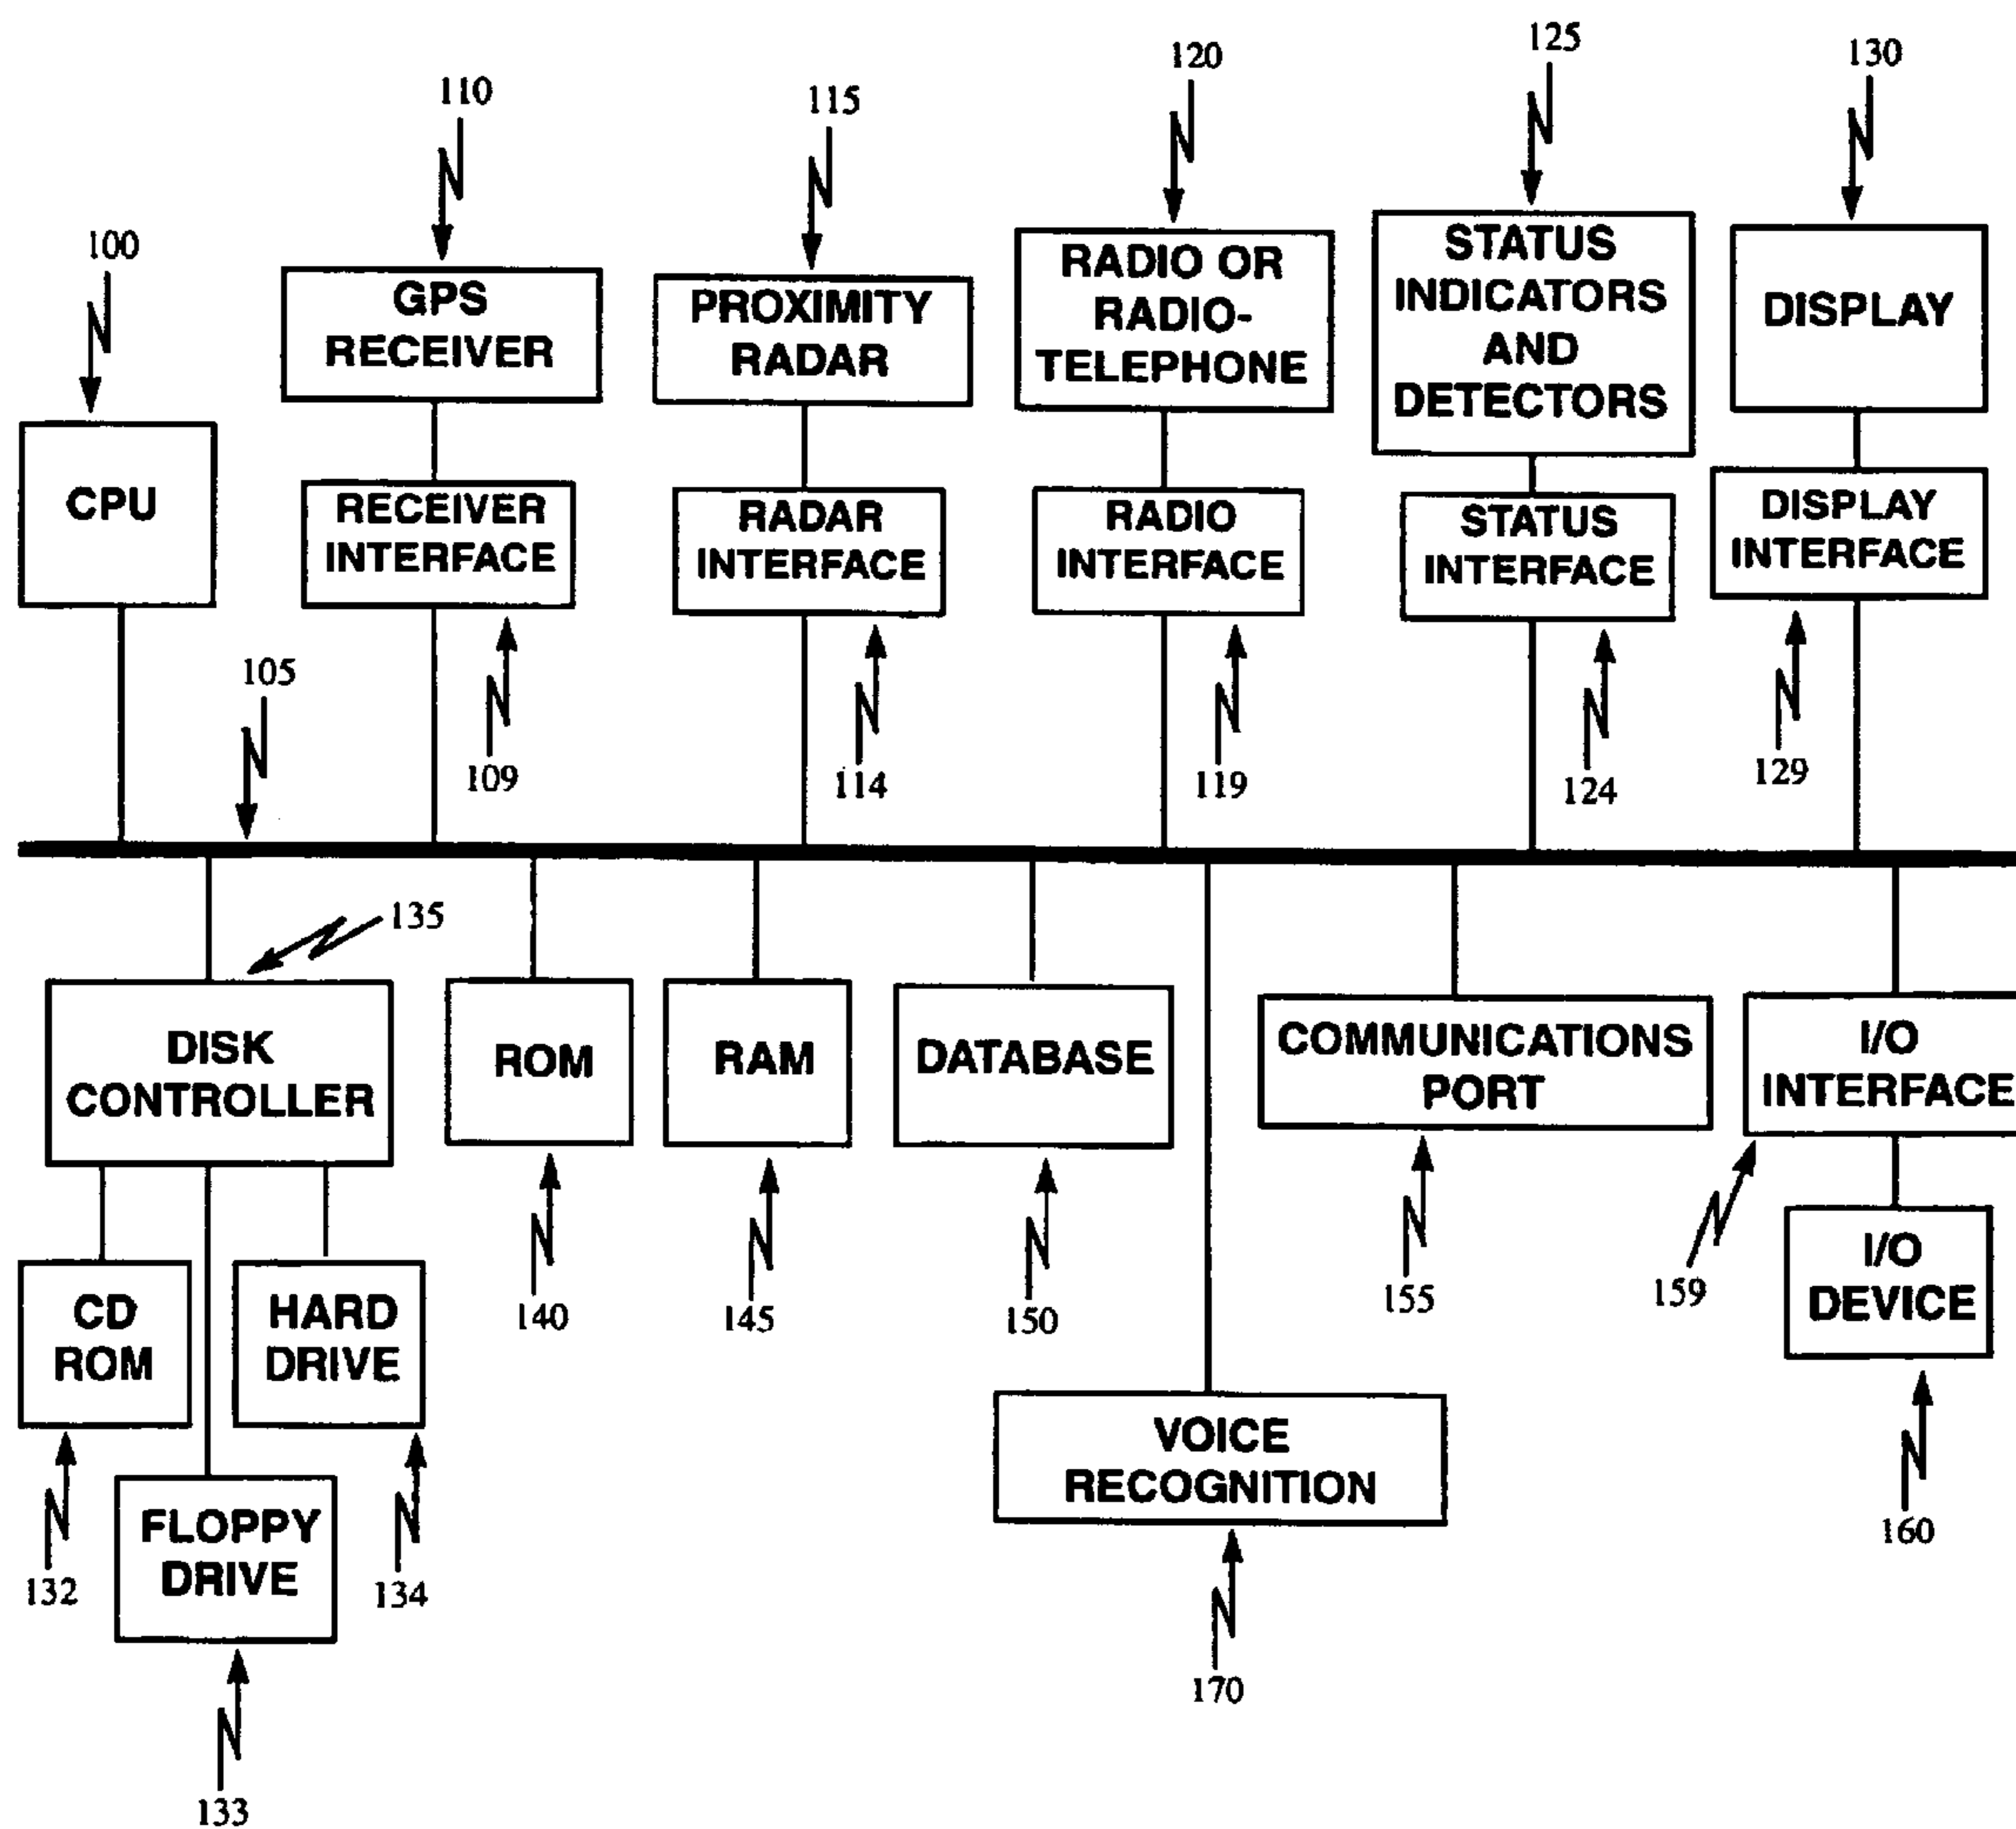 125
130
120
110
115
100
GPS
RECEIVER
PROXIMITY
RADAR
RADIO OR
RADIO-
TELEPHONE
STATUS
INDICATORS
AND
DETECTORS
DISPLAY
CPU
RECEIVER
INTERFACE
RADAR
INTERFACE
RADIO
INTERFACE
STATUS
INTERFACE
DISPLAY
INTERFACE
105
109
114
119
124
129
135
DISK
CONTROLLER
ROM
RAM
DATABASE
COMMUNICATIONS
PORT
I/O
INTERFACE
CD
ROM
HARD
DRIVE
140
145
150
155
159
I/O
DEVICE
VOICE
RECOGNITION
FLOPPY
DRIVE
132
134
160
170
133